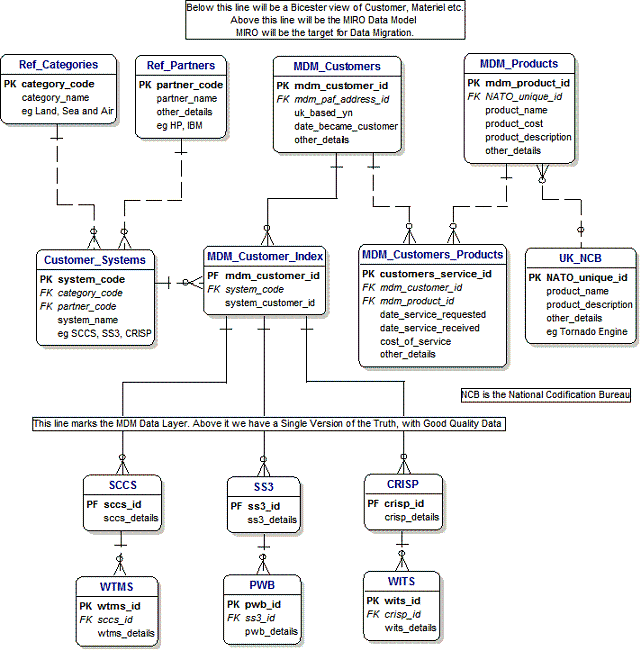 Below this line will be a Bicester view of Customer, Materiel etc.
Above this line will be the MIRO Data Model
MIRO will be the target for Data Migration.
Ref_Categories
PK category_code
category_name
eg Land, Sea and Air
Ref_Partners
PK partner_code
partner_name
other_details
eg HP, IBM
MDM_Customers
PK mdm_customer_id
FK mdm_paf_address_id
uk_based_yn
date_became_customer
other_details
MDM_Products
PK mdm_product_id
FK NATO_unique_id
product_name
product_cost
product_description
other_details
Customer_Systems
PK system_code
FK category_code
FK partner_code
system_name
eg SCCS, SS3, CRISP
MDM_Customer_Index
PF mdm_customer_id
FK system_code
system_customer_id
MDM_Customers_Products
PK customers_service_id
FK mdm_customer_id
FK mdm_product_id
date_service_requested
date_service_received
cost_of_service
other_details
UK_NCB
PK NATO_unique_id
product_name
product_description
other_details
eg Tornado Engine
NCB is the National Codification Bureau
This line marks the MDM Data Layer. Above it we have a Single Version of the Truth, with Good Quality Data
SCCS
PF sccs_id
sccs_details
SS3
PF ss3_id
ss3_details
CRISP
PF crisp_id
crisp_details
WTMS
PK wtms_id
FK sccs_id
wtms_details
PWB
PK pwb_id
FK ss3_id
pwb_details
WITS
PK wits_id
FK crisp_id
wits_details